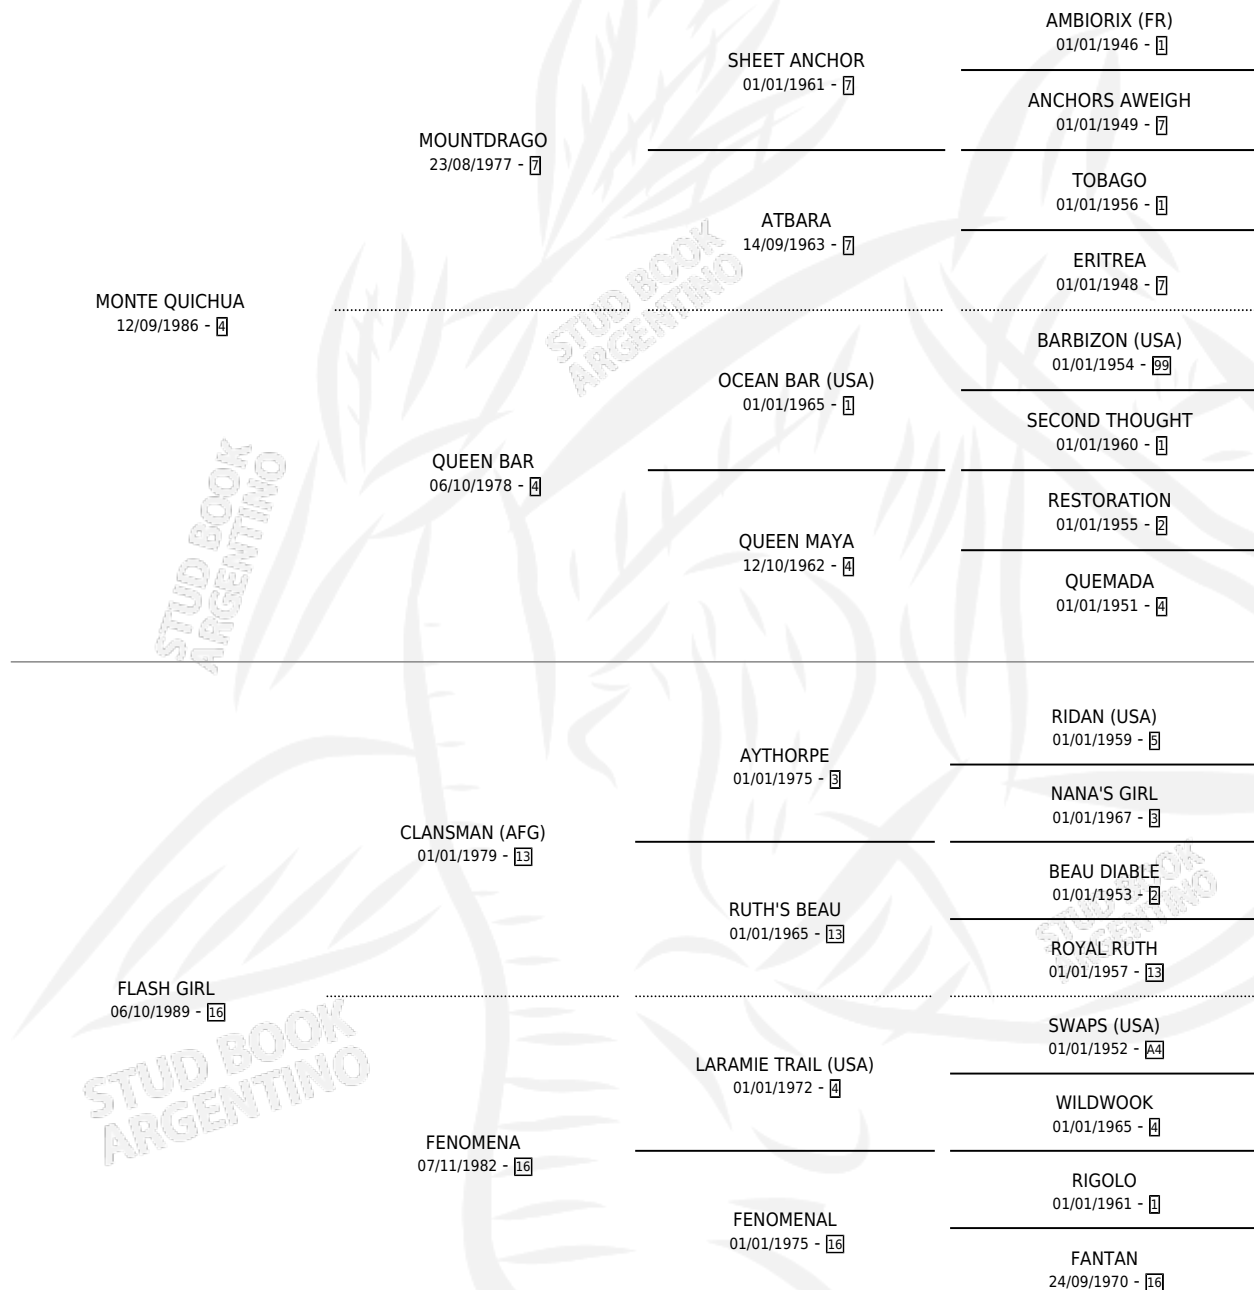 MONTE QUICHUA
12/09/1986 - 4
MOUNTDRAGO
23/08/1977 - 7
SHEET ANCHOR
01/01/1961 - 7
AMBIORIX (FR)
01/01/1946 - 1
ANCHORS AWEIGH
01/01/1949 - 7
ATBARA
14/09/1963 - 7
TOBAGO
01/01/1956 - 1
ERITREA
01/01/1948 - 7
QUEEN BAR
06/10/1978 - 4
OCEAN BAR (USA)
01/01/1965 - 1
BARBIZON (USA)
01/01/1954 - 99
SECOND THOUGHT
01/01/1960 - 1
QUEEN MAYA
12/10/1962 - 4
RESTORATION
01/01/1955 - 2
QUEMADA
01/01/1951 - 4
FLASH GIRL
06/10/1989 - 16
CLANSMAN (AFG)
01/01/1979 - 13
AYTHORPE
01/01/1975 - 3
RIDAN (USA)
01/01/1959 - 5
NANA'S GIRL
01/01/1967 - 3
RUTH'S BEAU
01/01/1965 - 13
BEAU DIABLE
01/01/1953 - 2
ROYAL RUTH
01/01/1957 - 13
FENOMENA
07/11/1982 - 16
LARAMIE TRAIL (USA)
01/01/1972 - 4
SWAPS (USA)
01/01/1952 - A4
WILDWOOK
01/01/1965 - 4
FENOMENAL
01/01/1975 - 16
RIGOLO
01/01/1961 - 1
FANTAN
24/09/1970 - 16
STUD BOOK
ARGENTINO
STUD BOOK
ARGENTINO
STUD BOOK
ARGENTINO
STUD BOOK
ARGENTINO